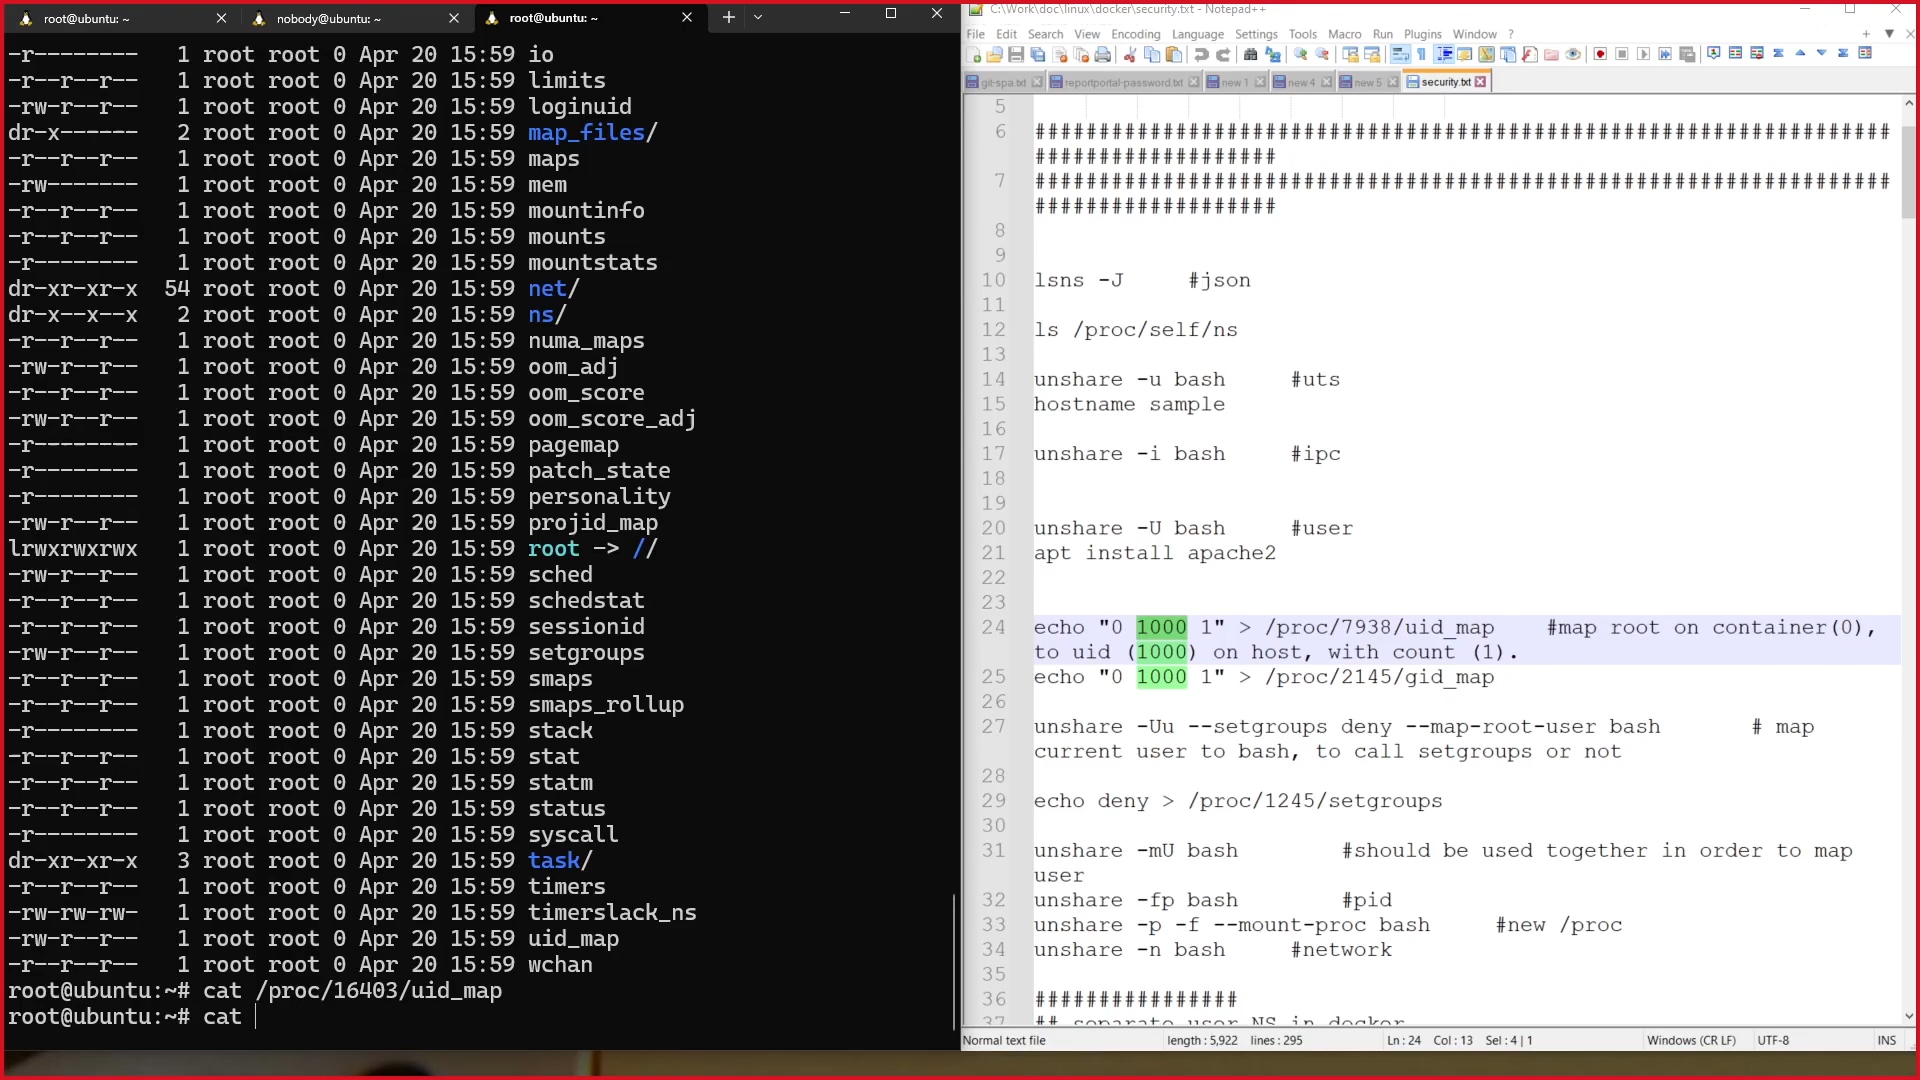 root@ubuntu: ~
nobody@ubuntu: ~
root@ubuntu: ~
-r-------- 1 root root 0 Apr 20 15:59 io
-r--r--r-- 1 root root 0 Apr 20 15:59 limits
-rw-r--r-- 1 root root 0 Apr 20 15:59 loginuid
dr-x------ 2 root root 0 Apr 20 15:59 map_files/
-r--r--r-- 1 root root 0 Apr 20 15:59 maps
-rw------- 1 root root 0 Apr 20 15:59 mem
-r--r--r-- 1 root root 0 Apr 20 15:59 mountinfo
-r--r--r-- 1 root root 0 Apr 20 15:59 mounts
-r-------- 1 root root 0 Apr 20 15:59 mountstats
dr-xr-xr-x 54 root root 0 Apr 20 15:59 net/
dr-x--x--x 2 root root 0 Apr 20 15:59 ns/
-r--r--r-- 1 root root 0 Apr 20 15:59 numa_maps
-rw-r--r-- 1 root root 0 Apr 20 15:59 oom_adj
-r--r--r-- 1 root root 0 Apr 20 15:59 oom_score
-rw-r--r-- 1 root root 0 Apr 20 15:59 oom_score_adj
-r-------- 1 root root 0 Apr 20 15:59 pagemap
-r-------- 1 root root 0 Apr 20 15:59 patch_state
-r-------- 1 root root 0 Apr 20 15:59 personality
-rw-r--r-- 1 root root 0 Apr 20 15:59 projid_map
lrwxrwxrwx 1 root root 0 Apr 20 15:59 root -> //
-rw-r--r-- 1 root root 0 Apr 20 15:59 sched
-r--r--r-- 1 root root 0 Apr 20 15:59 schedstat
-r--r--r-- 1 root root 0 Apr 20 15:59 sessionid
-rw-r--r-- 1 root root 0 Apr 20 15:59 setgroups
-r--r--r-- 1 root root 0 Apr 20 15:59 smaps
-r--r--r-- 1 root root 0 Apr 20 15:59 smaps_rollup
-r-------- 1 root root 0 Apr 20 15:59 stack
-r--r--r-- 1 root root 0 Apr 20 15:59 stat
-r--r--r-- 1 root root 0 Apr 20 15:59 statm
-r--r--r-- 1 root root 0 Apr 20 15:59 status
-r-------- 1 root root 0 Apr 20 15:59 syscall
dr-xr-xr-x 3 root root 0 Apr 20 15:59 task/
-r--r--r-- 1 root root 0 Apr 20 15:59 timers
-rw-rw-rw- 1 root root 0 Apr 20 15:59 timerslack_ns
-rw-r--r-- 1 root root 0 Apr 20 15:59 uid_map
-r--r--r-- 1 root root 0 Apr 20 15:59 wchan
root@ubuntu:~# cat /proc/16403/uid_map
root@ubuntu:~# cat
C:\Work\doc\linux\docker\security.txt - Notepad++
File Edit Search View Encoding Language Settings Tools Macro Run Plugins Window ?
git-spa.txt reportportal-password.txt new 1 new 4 new 5 security.txt
5
6 ###################################################################
###################
7 ###################################################################
###################
8
9
10 lsns -J #json
11
12 ls /proc/self/ns
13
14 unshare -u bash #uts
15 hostname sample
16
17 unshare -i bash #ipc
18
19
20 unshare -U bash #user
21 apt install apache2
22
23
24 echo "0 1000 1" > /proc/7938/uid_map #map root on container(0),
to uid (1000) on host, with count (1).
25 echo "0 1000 1" > /proc/2145/gid_map
26
27 unshare -Uu --setgroups deny --map-root-user bash # map
current user to bash, to call setgroups or not
28
29 echo deny > /proc/1245/setgroups
30
31 unshare -mU bash #should be used together in order to map
user
32 unshare -fp bash #pid
33 unshare -p -f --mount-proc bash #new /proc
34 unshare -n bash #network
35
36 ################
37 ## separate user NS in docker
Normal text file length : 5,922 lines : 295 Ln : 24 Col : 13 Sel : 4 | 1 Windows (CR LF) UTF-8 INS